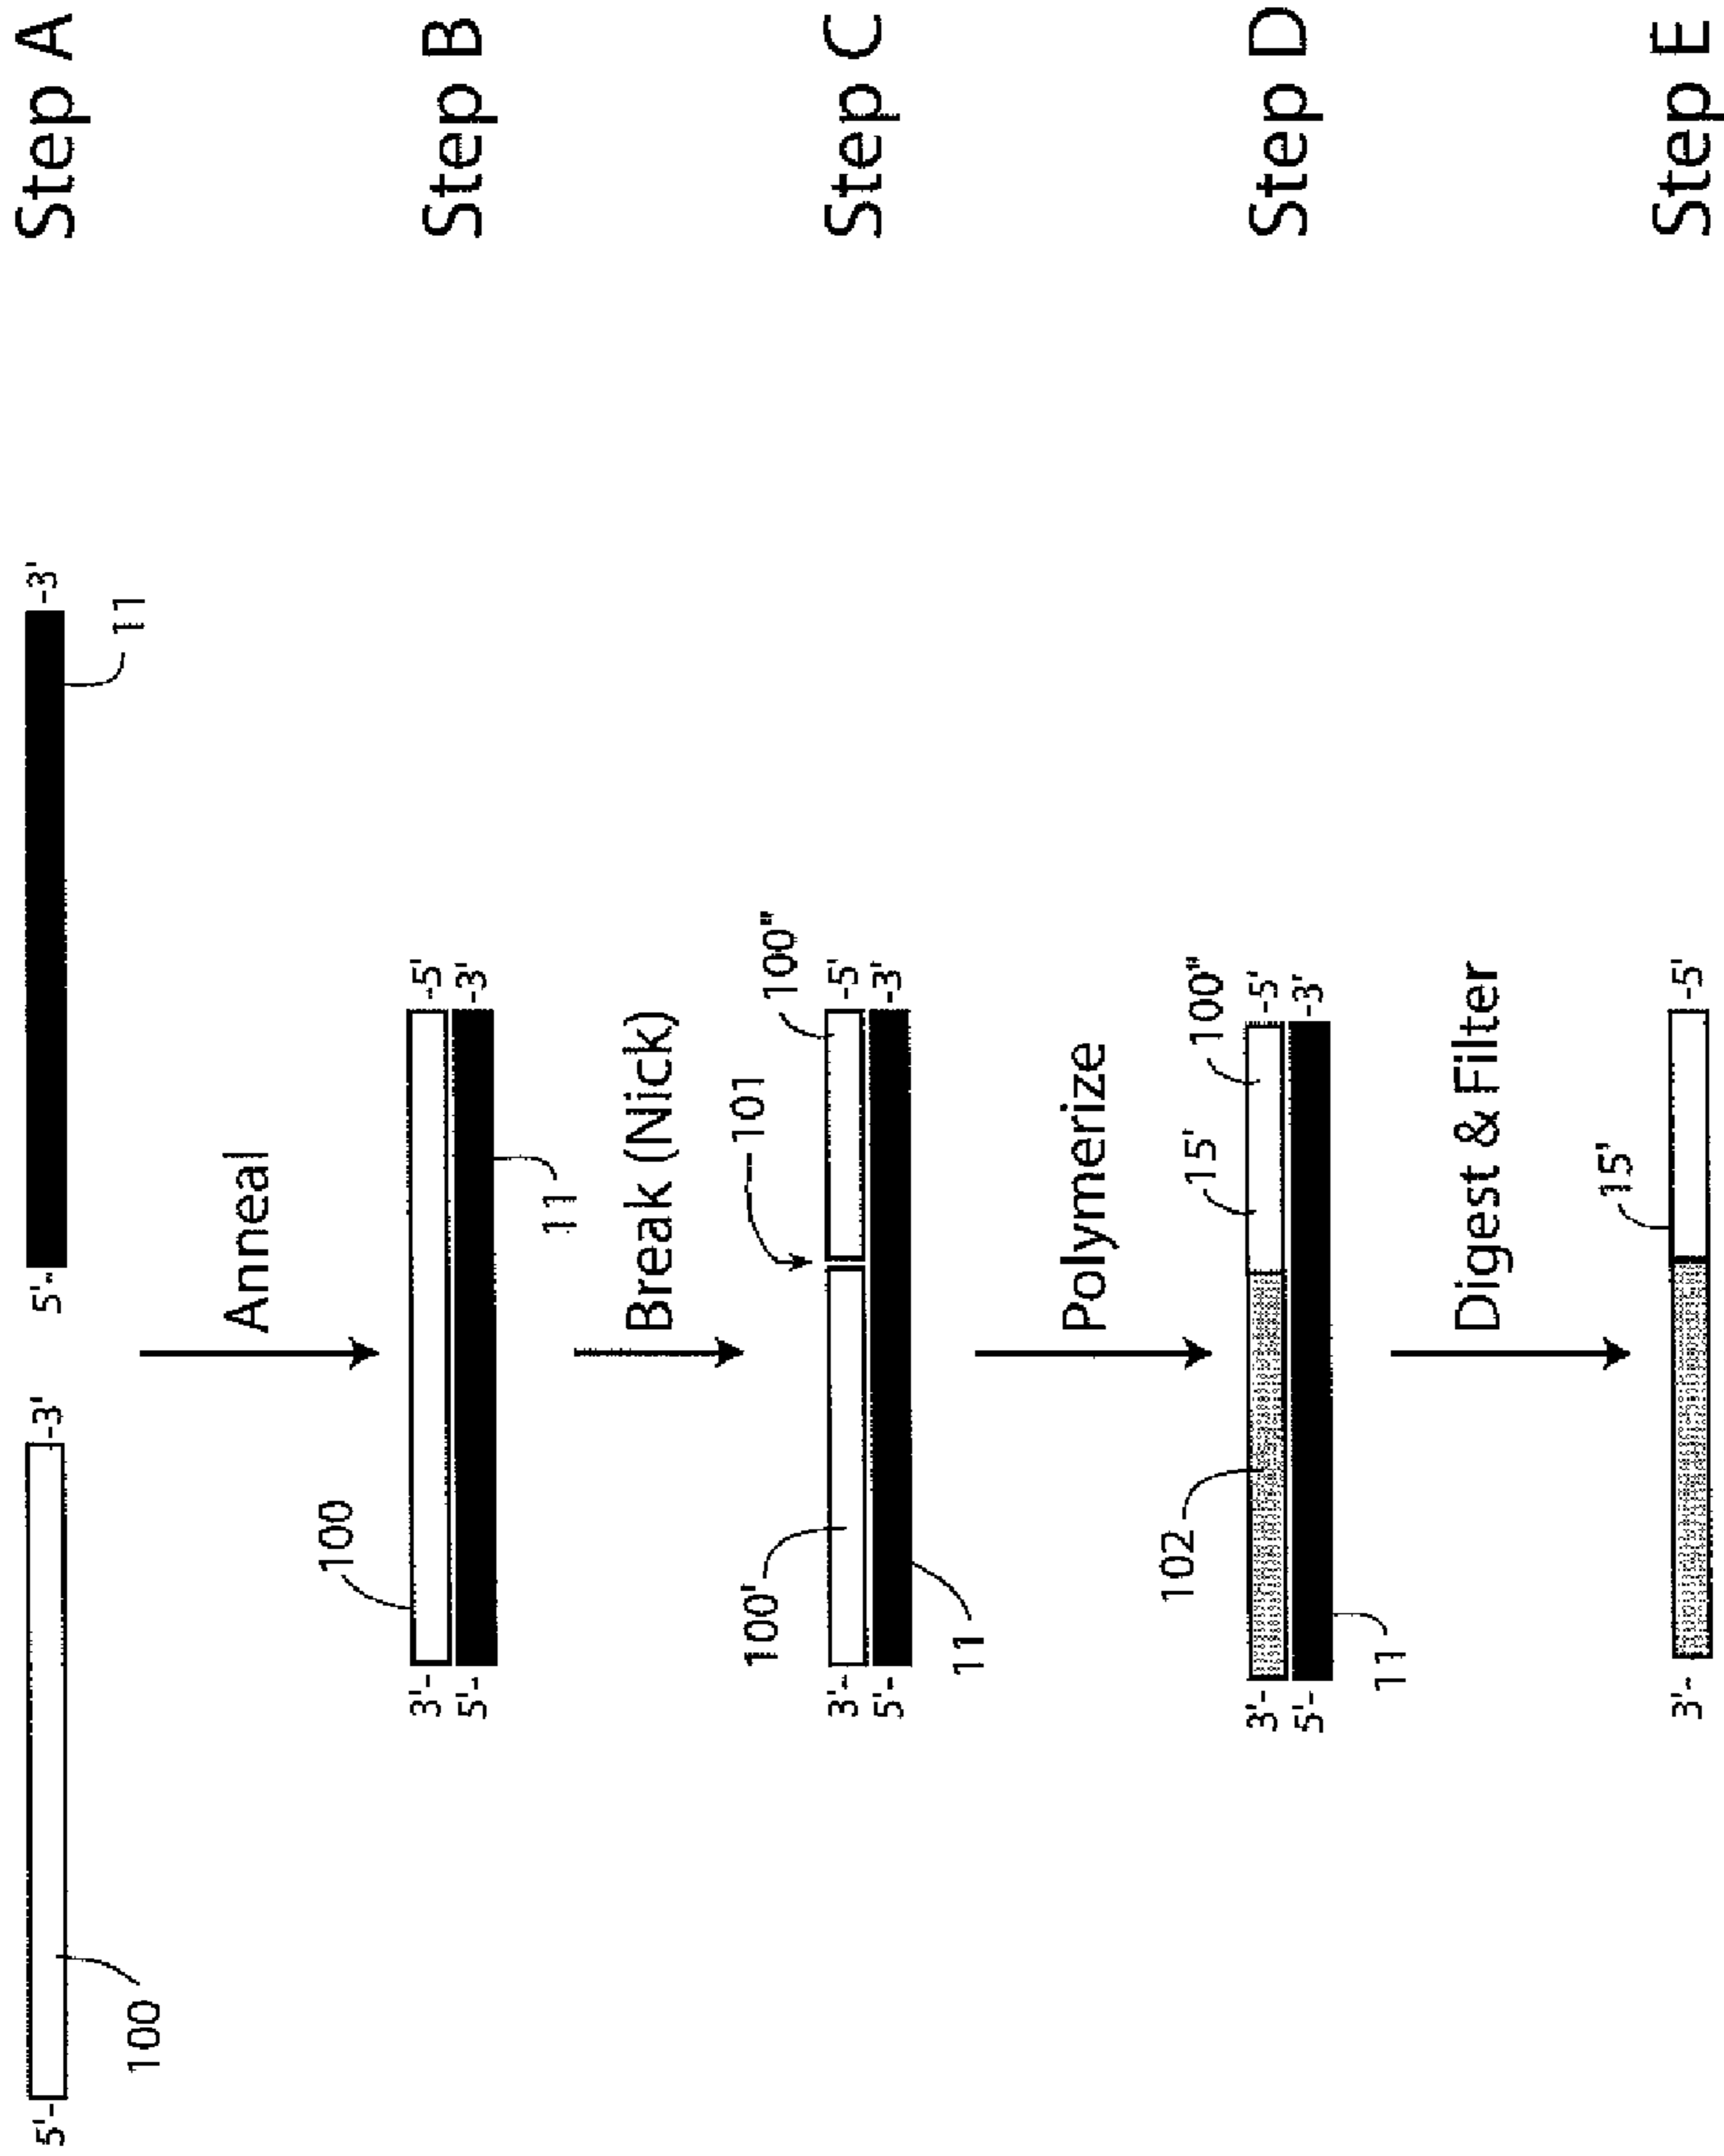 5'- -3' 5'- -3' Step A
100 11
Anneal
100
3'- -5' Step B
5'- -3'
11
Break (Nick)
101 100"
100'
3'- -5' Step C
5'- -3'
11
Polymerize
102 15' 100"
3'- -5' Step D
5'- -3'
11
Digest & Filter
15'
3'- -5' Step E